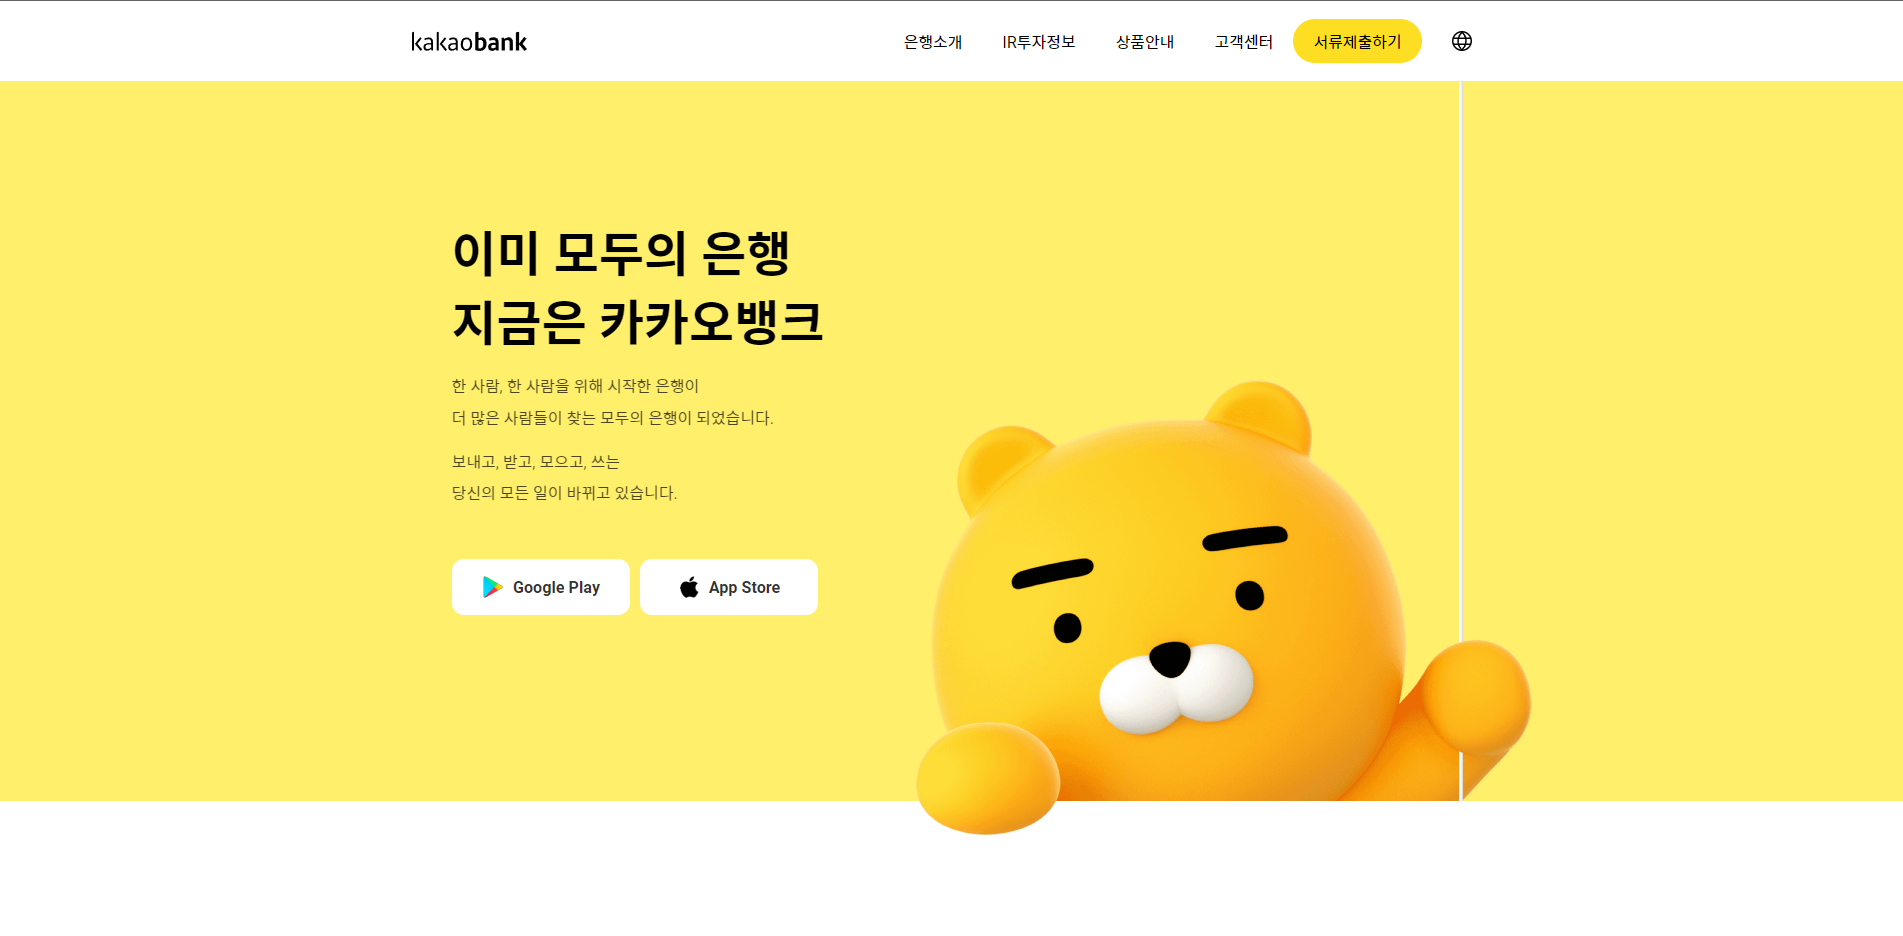 kakaobank
은행소개
IR투자정보
상품안내
고객센터
서류제출하기
이미 모두의 은행
지금은 카카오뱅크
한 사람, 한 사람을 위해 시작한 은행이
더 많은 사람들이 찾는 모두의 은행이 되었습니다.
보내고, 받고, 모으고, 쓰는
당신의 모든 일이 바뀌고 있습니다.
Google Play
App Store